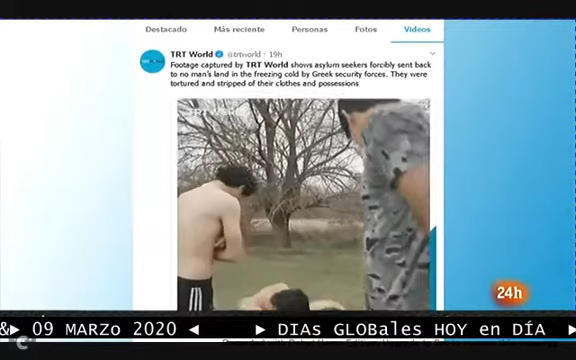 Destacado Más reciente Personas Fotos Vídeos
TRT World @trtworld · 19h
Footage captured by TRT World shows asylum seekers forcibly sent back
to no man's land in the freezing cold by Greek security forces. They were
tortured and stripped of their clothes and possessions
24h
& 09 MARZo 2020 ◄ ► DIAS GLOBales HOY en DÍA ►